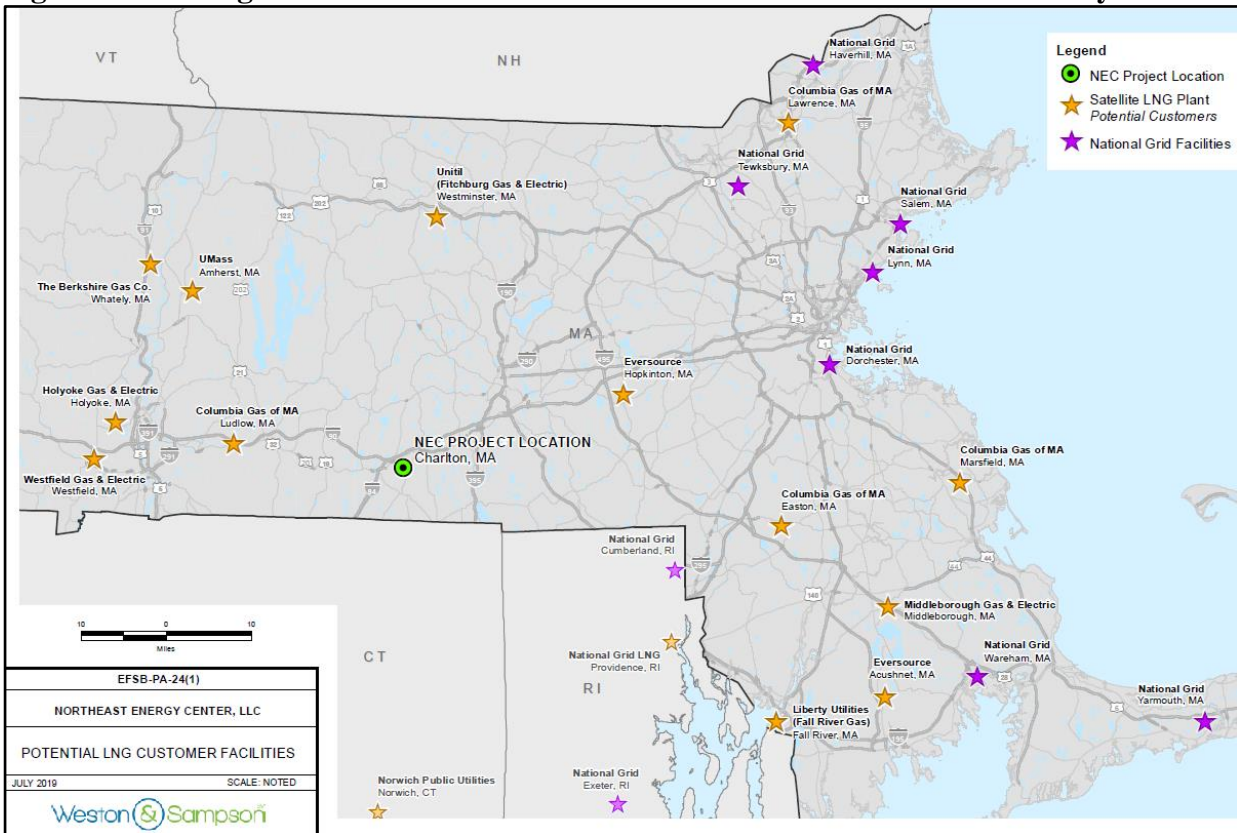 VT
NH
National Grid
Haverhill, MA
Columbia Gas of MA
Lawrence, MA
Legend
NEC Project Location
Satellite LNG Plant
Potential Customers
National Grid Facilities
National Grid
Tewksbury, MA
Unitil
(Fitchburg Gas & Electric)
Westminster, MA
National Grid
Salem, MA
National Grid
Lynn, MA
UMass
Amherst, MA
The Berkshire Gas Co.
Whately, MA
MA
National Grid
Dorchester, MA
Eversource
Hopkinton, MA
Holyoke Gas & Electric
Holyoke, MA
Columbia Gas of MA
Ludlow, MA
NEC PROJECT LOCATION
Charlton, MA
Westfield Gas & Electric
Westfield, MA
Columbia Gas of MA
Marsfield, MA
Columbia Gas of MA
Easton, MA
National Grid
Cumberland, RI
Middleborough Gas & Electric
Middleborough, MA
10 0 10
Miles
CT
National Grid LNG
Providence, RI
RI
National Grid
Wareham, MA
Eversource
Acushnet, MA
National Grid
Yarmouth, MA
Liberty Utilities
(Fall River Gas)
Fall River, MA
Norwich Public Utilities
Norwich, CT
National Grid
Exeter, RI
EFSB-PA-24(1)
NORTHEAST ENERGY CENTER, LLC
POTENTIAL LNG CUSTOMER FACILITIES
JULY 2019 SCALE: NOTED
Weston & Sampson